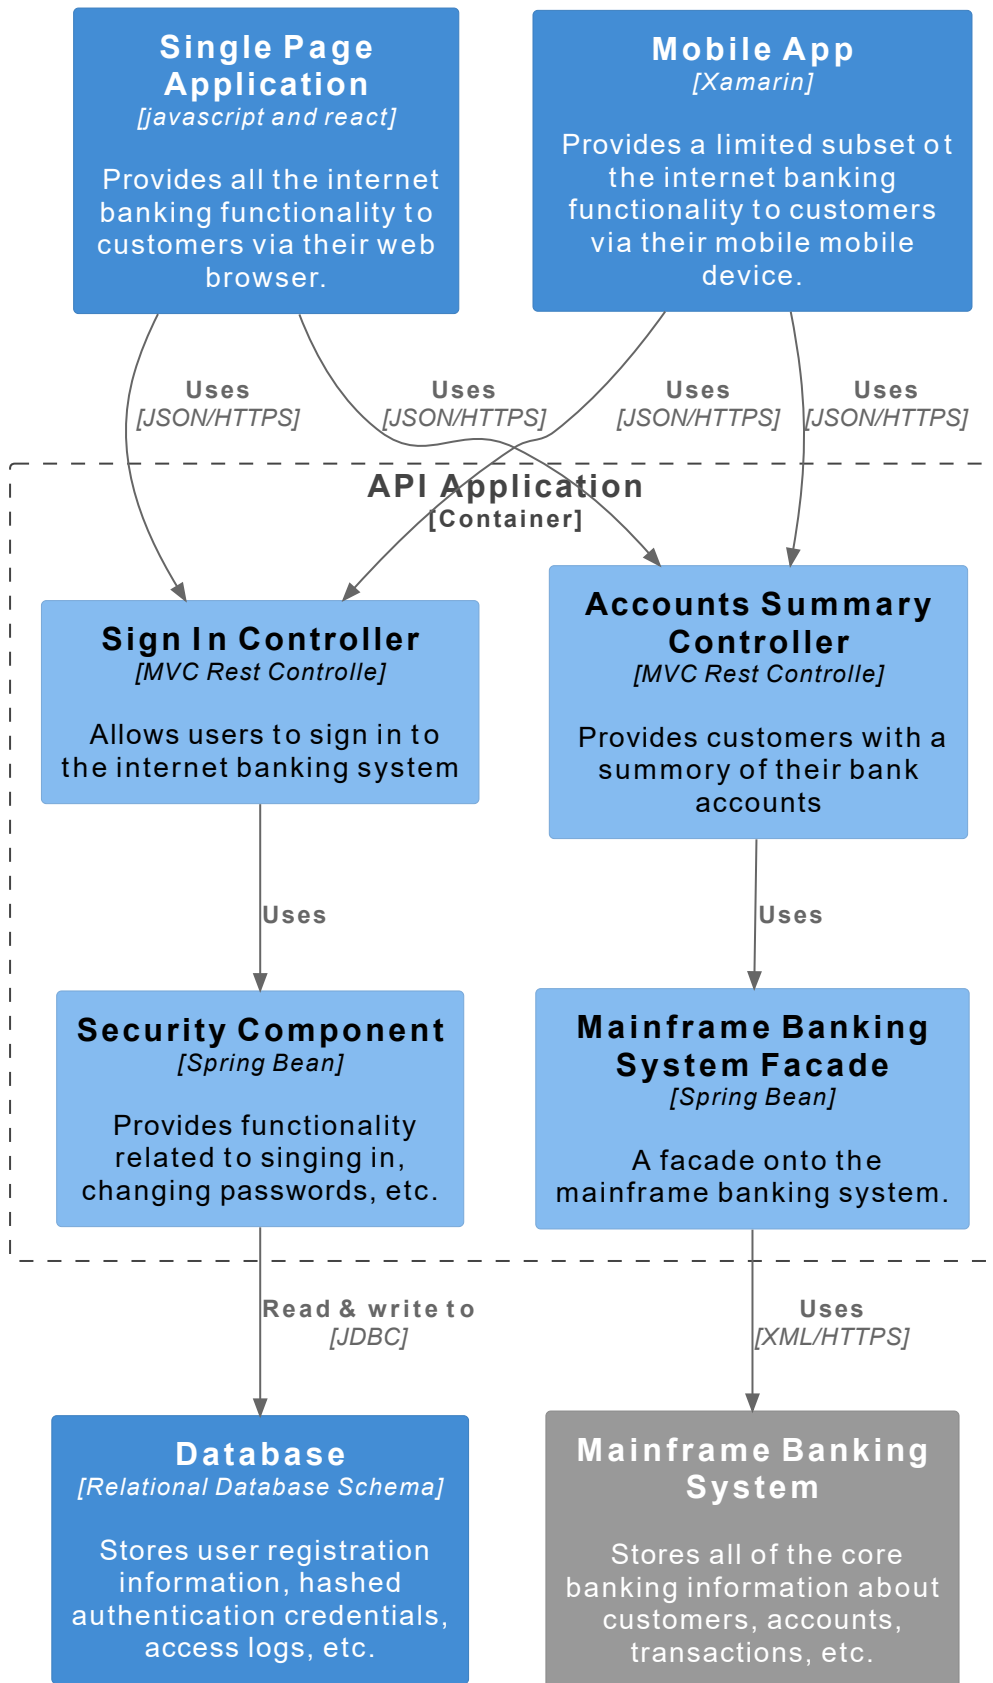 Single Page
Application
[javascript and react]
Provides all the internet
banking functionality to
customers via their web
browser.
Mobile App
[Xamarin]
Provides a limited subset ot
the internet banking
functionality to customers
via their mobile mobile
device.
Uses
[JSON/HTTPS]
Uses
[JSON/HTTPS]
Uses
[JSON/HTTPS]
Uses
[JSON/HTTPS]
API Application
[Container]
Sign In Controller
[MVC Rest Controlle]
Allows users to sign in to
the internet banking system
Accounts Summary
Controller
[MVC Rest Controlle]
Provides customers with a
summory of their bank
accounts
Uses
Uses
Security Component
[Spring Bean]
Provides functionality
related to singing in,
changing passwords, etc.
Mainframe Banking
System Facade
[Spring Bean]
A facade onto the
mainframe banking system.
Read & write to
[JDBC]
Uses
[XML/HTTPS]
Database
[Relational Database Schema]
Stores user registration
information, hashed
authentication credentials,
access logs, etc.
Mainframe Banking
System
Stores all of the core
banking information about
customers, accounts,
transactions, etc.